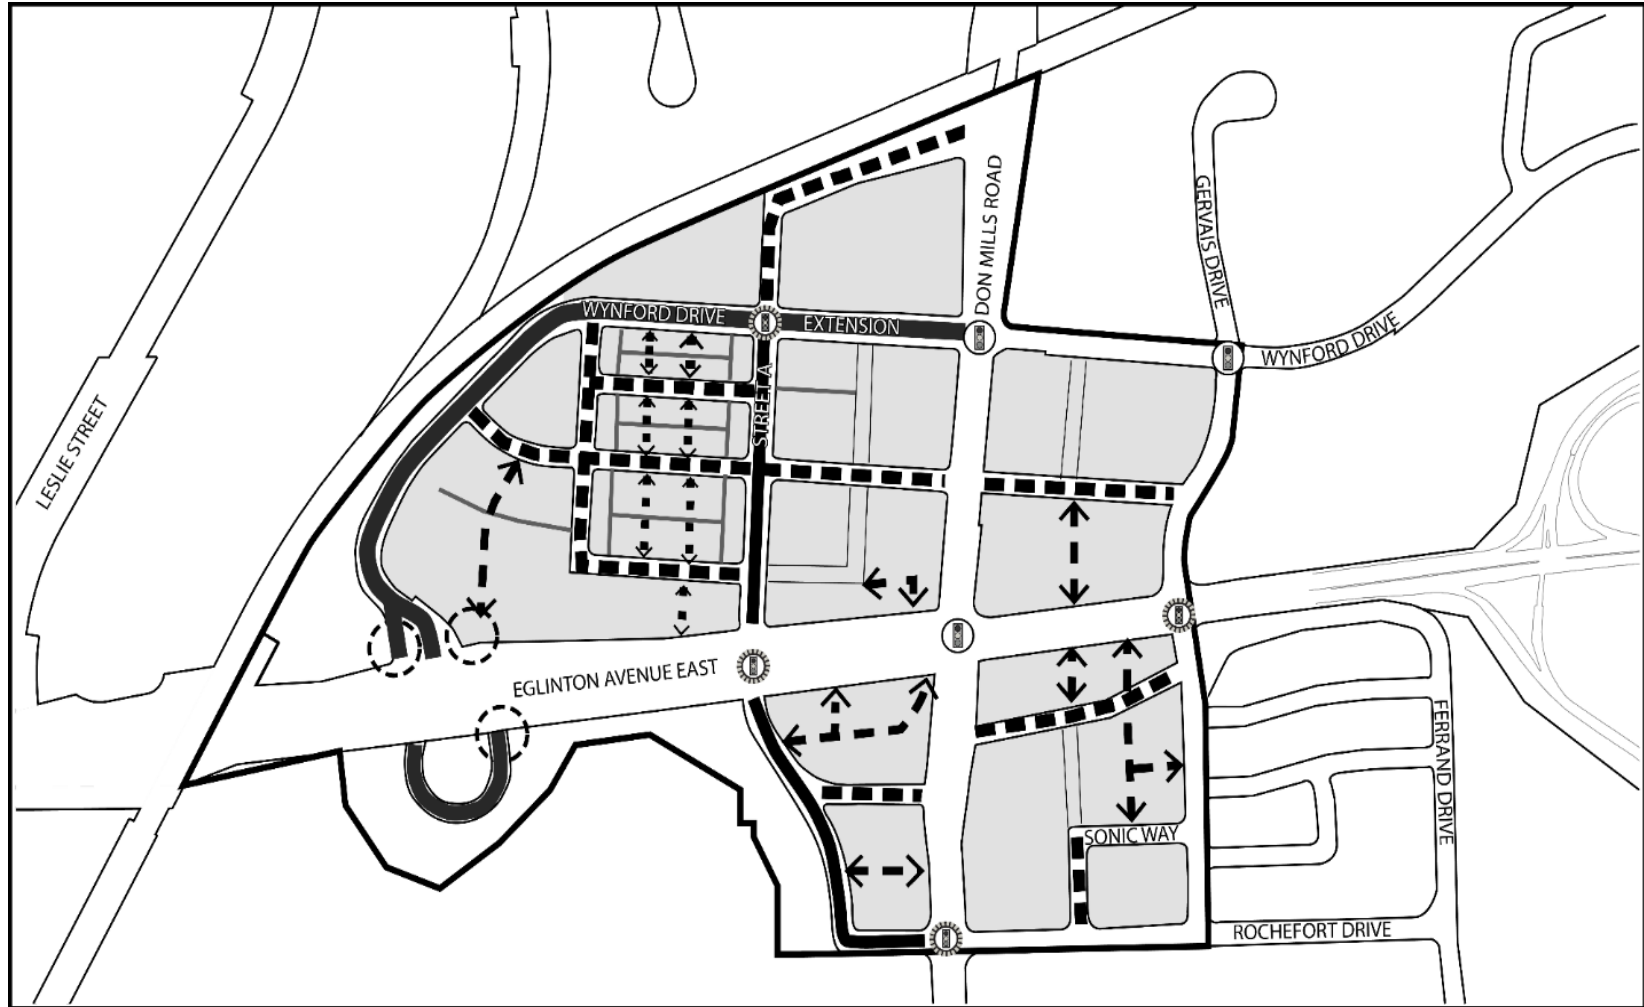 DON MILLS ROAD
GERVAIS DRIVE
WYNFORD DRIVE
EXTENSION
WYNFORD DRIVE
STREET A
LESLIE STREET
EGLINTON AVENUE EAST
FERRAND DRIVE
SONIC WAY
ROCHEFORT DRIVE